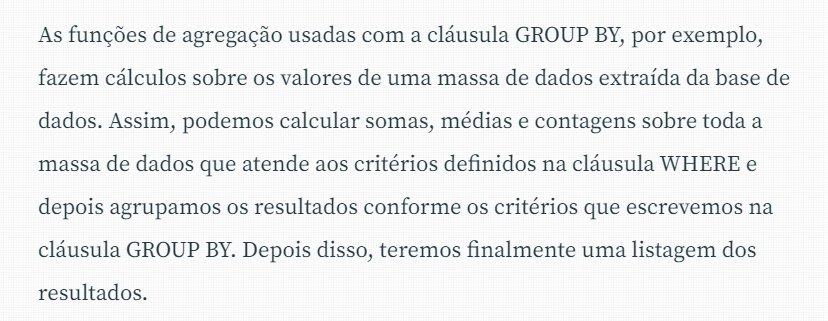 As funções de agregação usadas com a cláusula GROUP BY, por exemplo,
fazem cálculos sobre os valores de uma massa de dados extraída da base de
dados. Assim, podemos calcular somas, médias e contagens sobre toda a
massa de dados que atende aos critérios definidos na cláusula WHERE e
depois agrupamos os resultados conforme os critérios que escrevemos na
cláusula GROUP BY. Depois disso, teremos finalmente uma listagem dos
resultados.